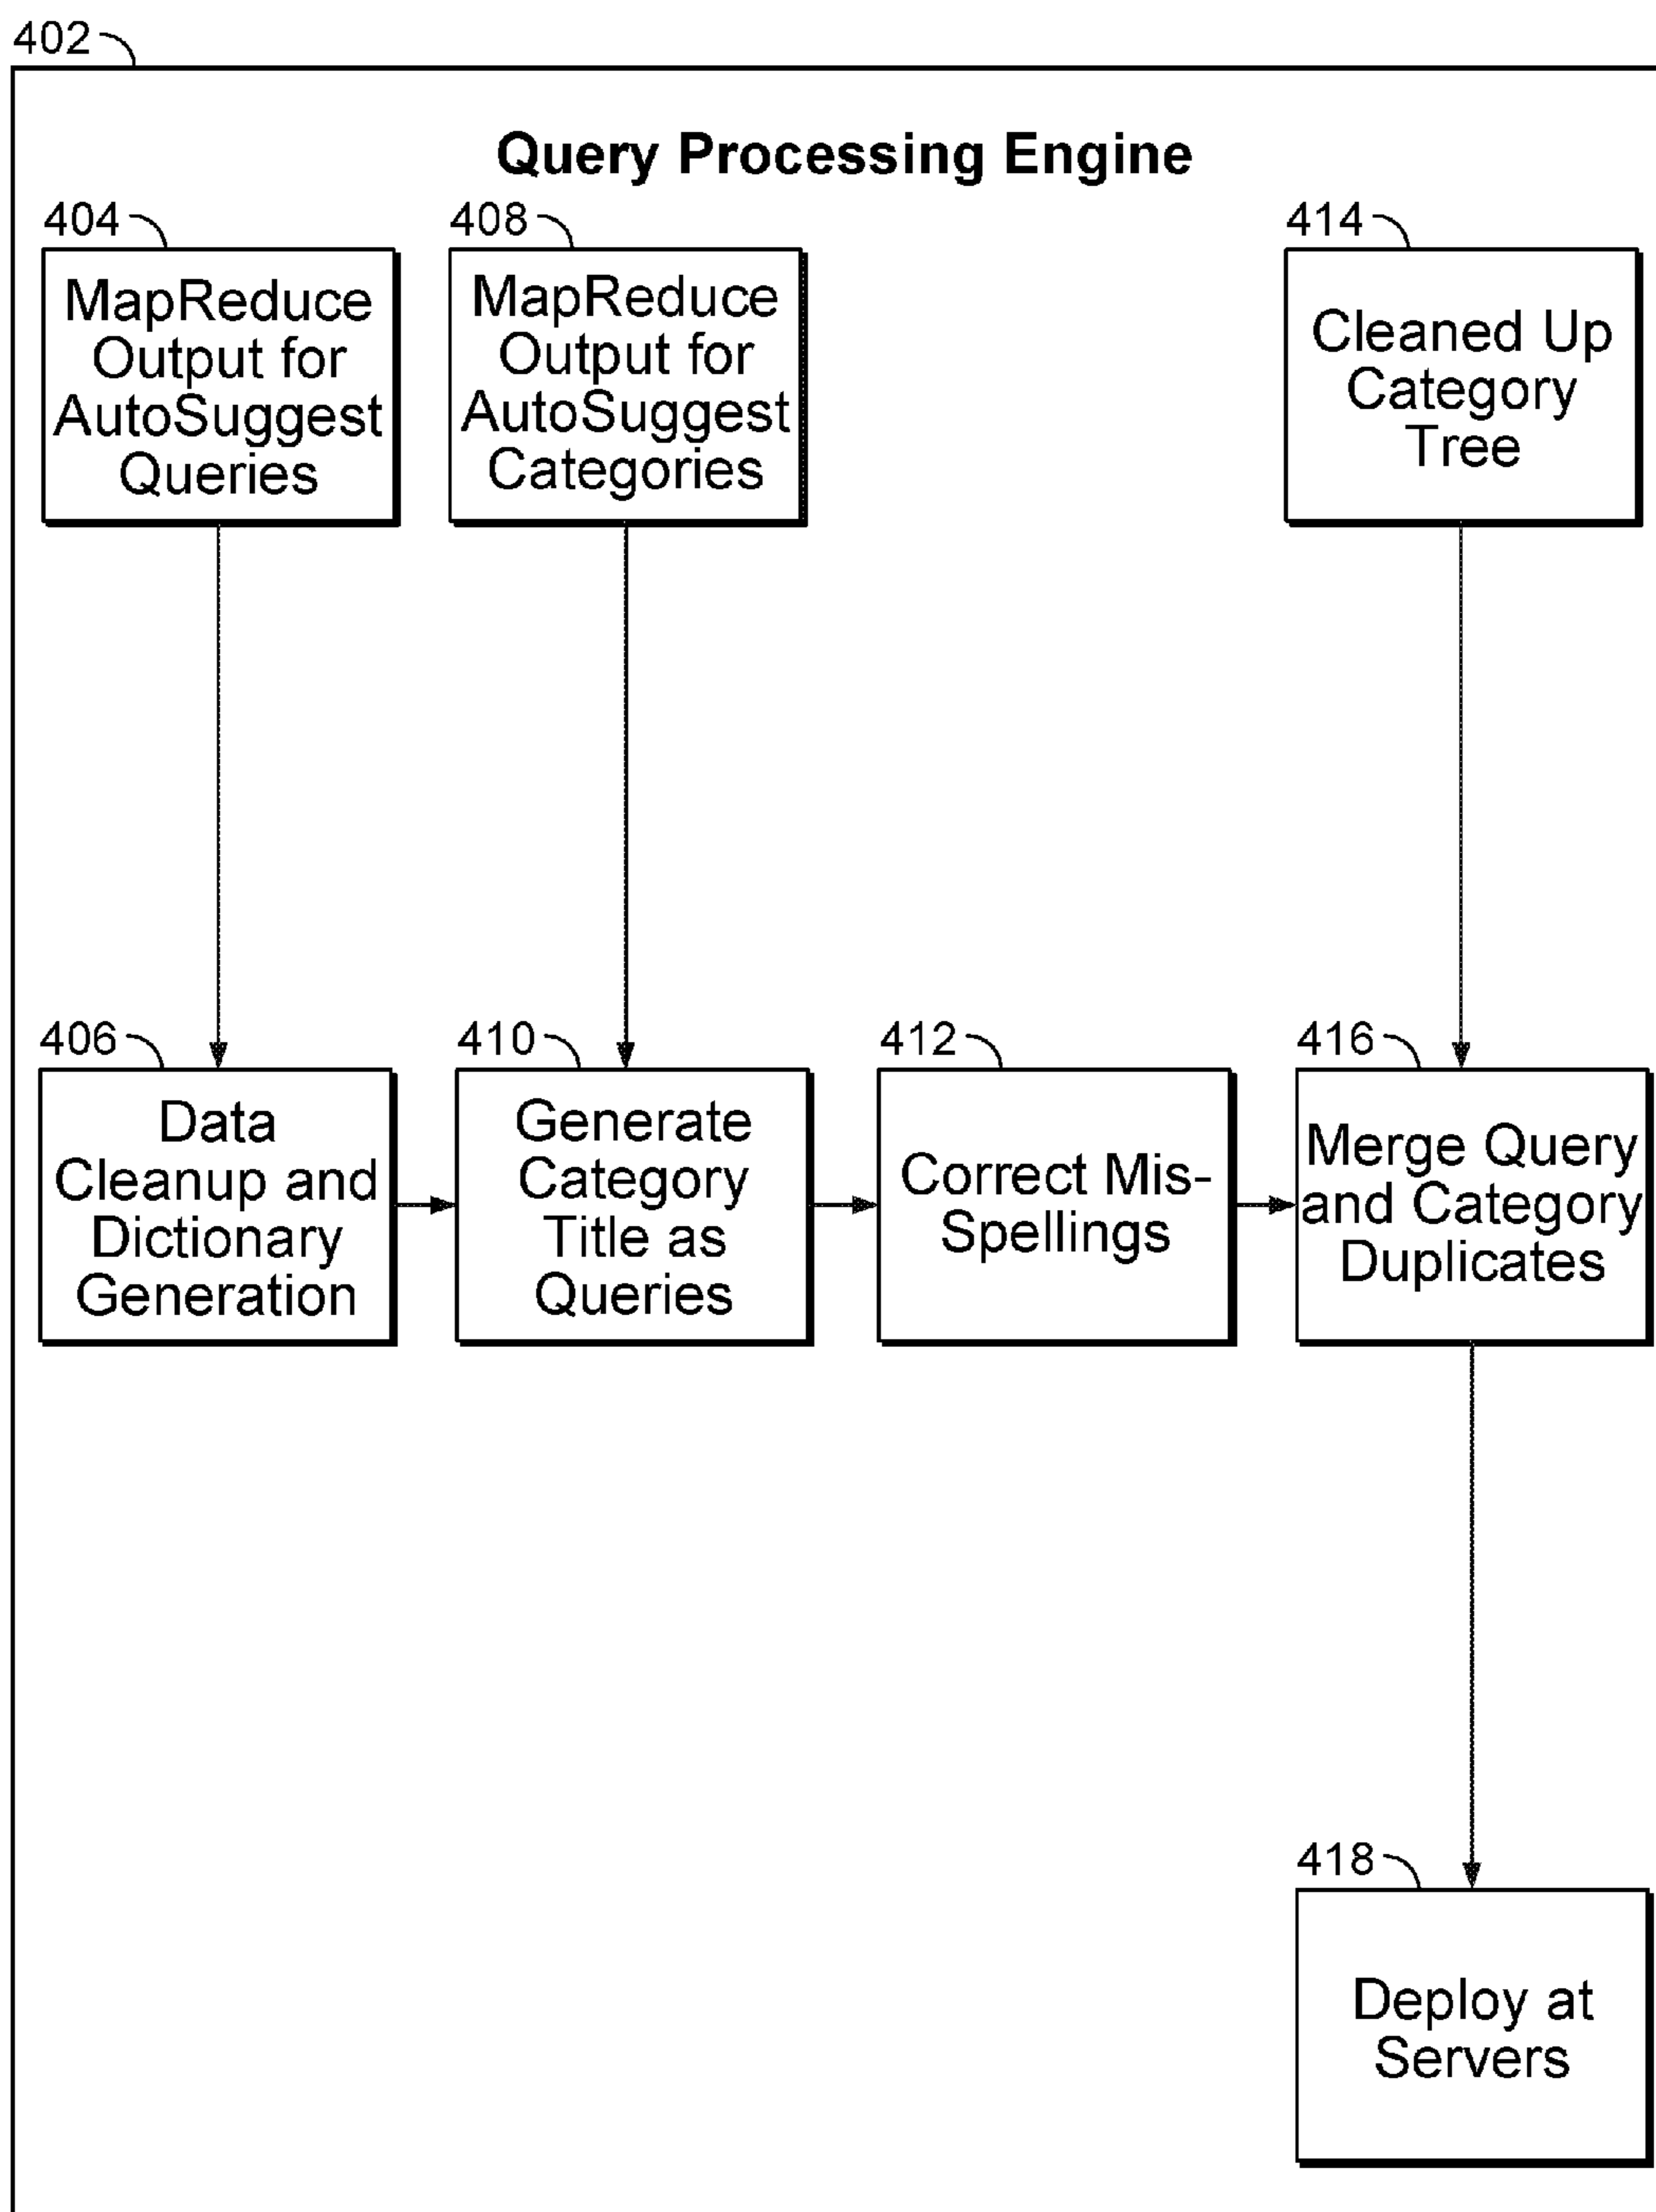 402
Query Processing Engine
404
MapReduce
Output for
AutoSuggest
Queries
408
MapReduce
Output for
AutoSuggest
Categories
414
Cleaned Up
Category
Tree
406
Data
Cleanup and
Dictionary
Generation
410
Generate
Category
Title as
Queries
412
Correct Mis-
Spellings
416
Merge Query
and Category
Duplicates
418
Deploy at
Servers